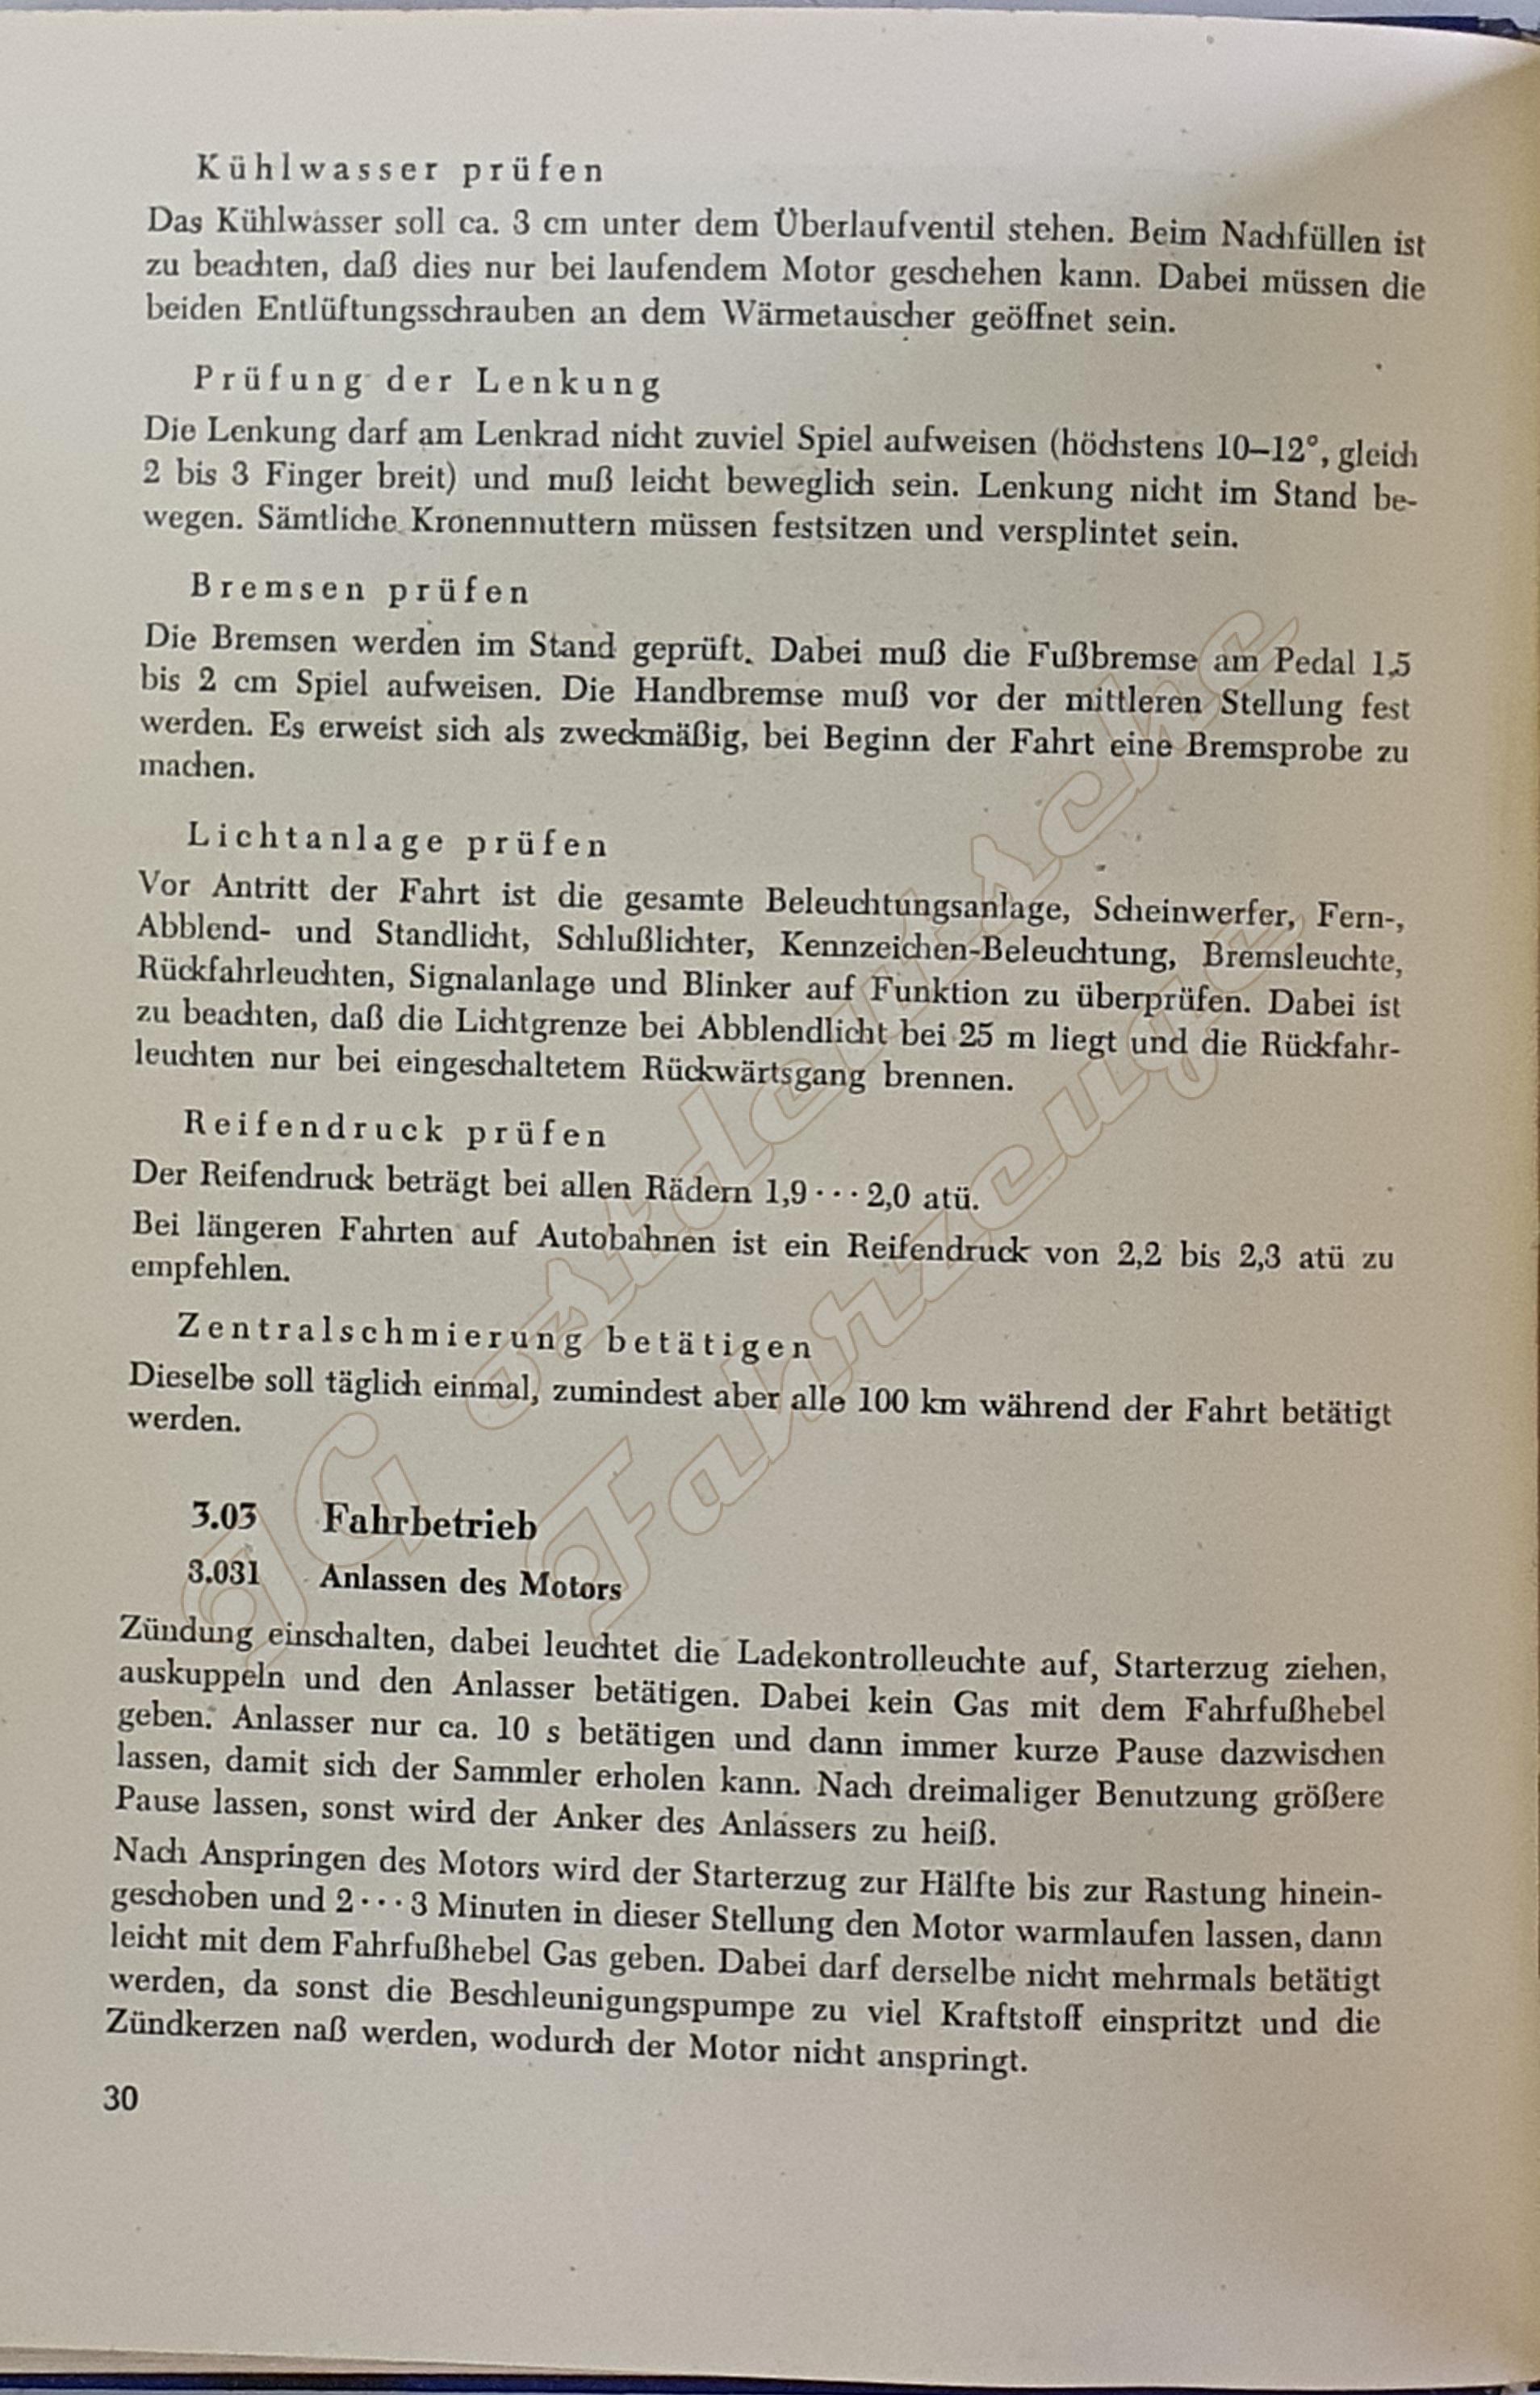 Kühlwasser prüfen
Das Kühlwasser soll ca. 3 cm unter dem Überlaufventil stehen. Beim Nachfüllen ist
zu beachten, daß dies nur bei laufendem Motor geschehen kann. Dabei müssen die
beiden Entlüftungsschrauben an dem Wärmetauscher geöffnet sein.
Prüfung der Lenkung
Die Lenkung darf am Lenkrad nicht zuviel Spiel aufweisen (höchstens 10–12°, gleich
2 bis 3 Finger breit) und muß leicht beweglich sein. Lenkung nicht im Stand be-
wegen. Sämtliche Kronenmuttern müssen festsitzen und versplintet sein.
Bremsen prüfen
Die Bremsen werden im Stand geprüft. Dabei muß die Fußbremse am Pedal 1,5
bis 2 cm Spiel aufweisen. Die Handbremse muß vor der mittleren Stellung fest
werden. Es erweist sich als zweckmäßig, bei Beginn der Fahrt eine Bremsprobe zu
machen.
Lichtanlage prüfen
Vor Antritt der Fahrt ist die gesamte Beleuchtungsanlage, Scheinwerfer, Fern-,
Abblend- und Standlicht, Schlußlichter, Kennzeichen-Beleuchtung, Bremsleuchte,
Rückfahrleuchten, Signalanlage und Blinker auf Funktion zu überprüfen. Dabei ist
zu beachten, daß die Lichtgrenze bei Abblendlicht bei 25 m liegt und die Rückfahr-
leuchten nur bei eingeschaltetem Rückwärtsgang brennen.
Reifendruck prüfen
Der Reifendruck beträgt bei allen Rädern 1,9 · · · 2,0 atü.
Bei längeren Fahrten auf Autobahnen ist ein Reifendruck von 2,2 bis 2,3 atü zu
empfehlen.
Zentralschmierung betätigen
Dieselbe soll täglich einmal, zumindest aber alle 100 km während der Fahrt betätigt
werden.
3.03 Fahrbetrieb
3.031 Anlassen des Motors
Zündung einschalten, dabei leuchtet die Ladekontrolleuchte auf, Starterzug ziehen,
auskuppeln und den Anlasser betätigen. Dabei kein Gas mit dem Fahrfußhebel
geben. Anlasser nur ca. 10 s betätigen und dann immer kurze Pause dazwischen
lassen, damit sich der Sammler erholen kann. Nach dreimaliger Benutzung größere
Pause lassen, sonst wird der Anker des Anlassers zu heiß.
Nach Anspringen des Motors wird der Starterzug zur Hälfte bis zur Rastung hinein-
geschoben und 2 · · · 3 Minuten in dieser Stellung den Motor warmlaufen lassen, dann
leicht mit dem Fahrfußhebel Gas geben. Dabei darf derselbe nicht mehrmals betätigt
werden, da sonst die Beschleunigungspumpe zu viel Kraftstoff einspritzt und die
Zündkerzen naß werden, wodurch der Motor nicht anspringt.
30
IG ostdeutsche
Fahrzeuge